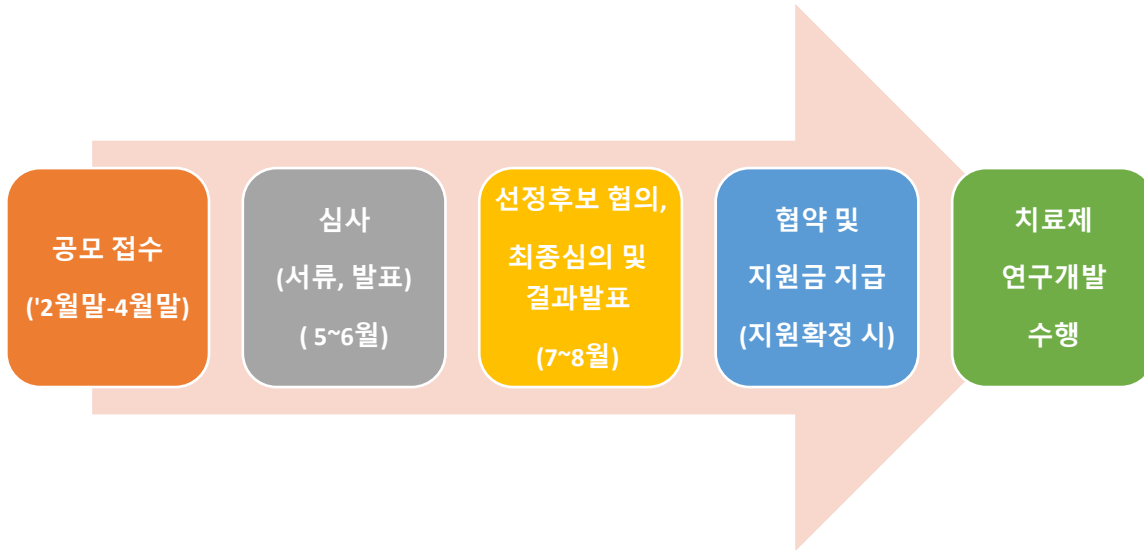 공모 접수
('2월말-4월말)
심사
(서류, 발표)
( 5~6월)
선정후보 협의,
최종심의 및
결과발표
(7~8월)
협약 및
지원금 지급
(지원확정 시)
치료제
연구개발
수행